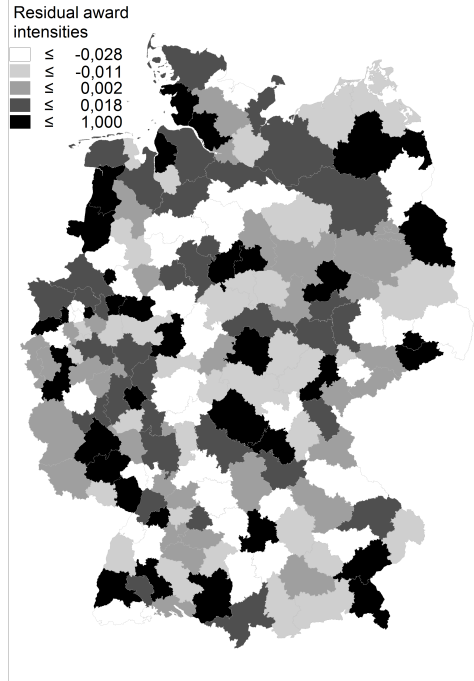 Residual award
intensities
≤ -0,028
≤ -0,011
≤ 0,002
≤ 0,018
≤ 1,000